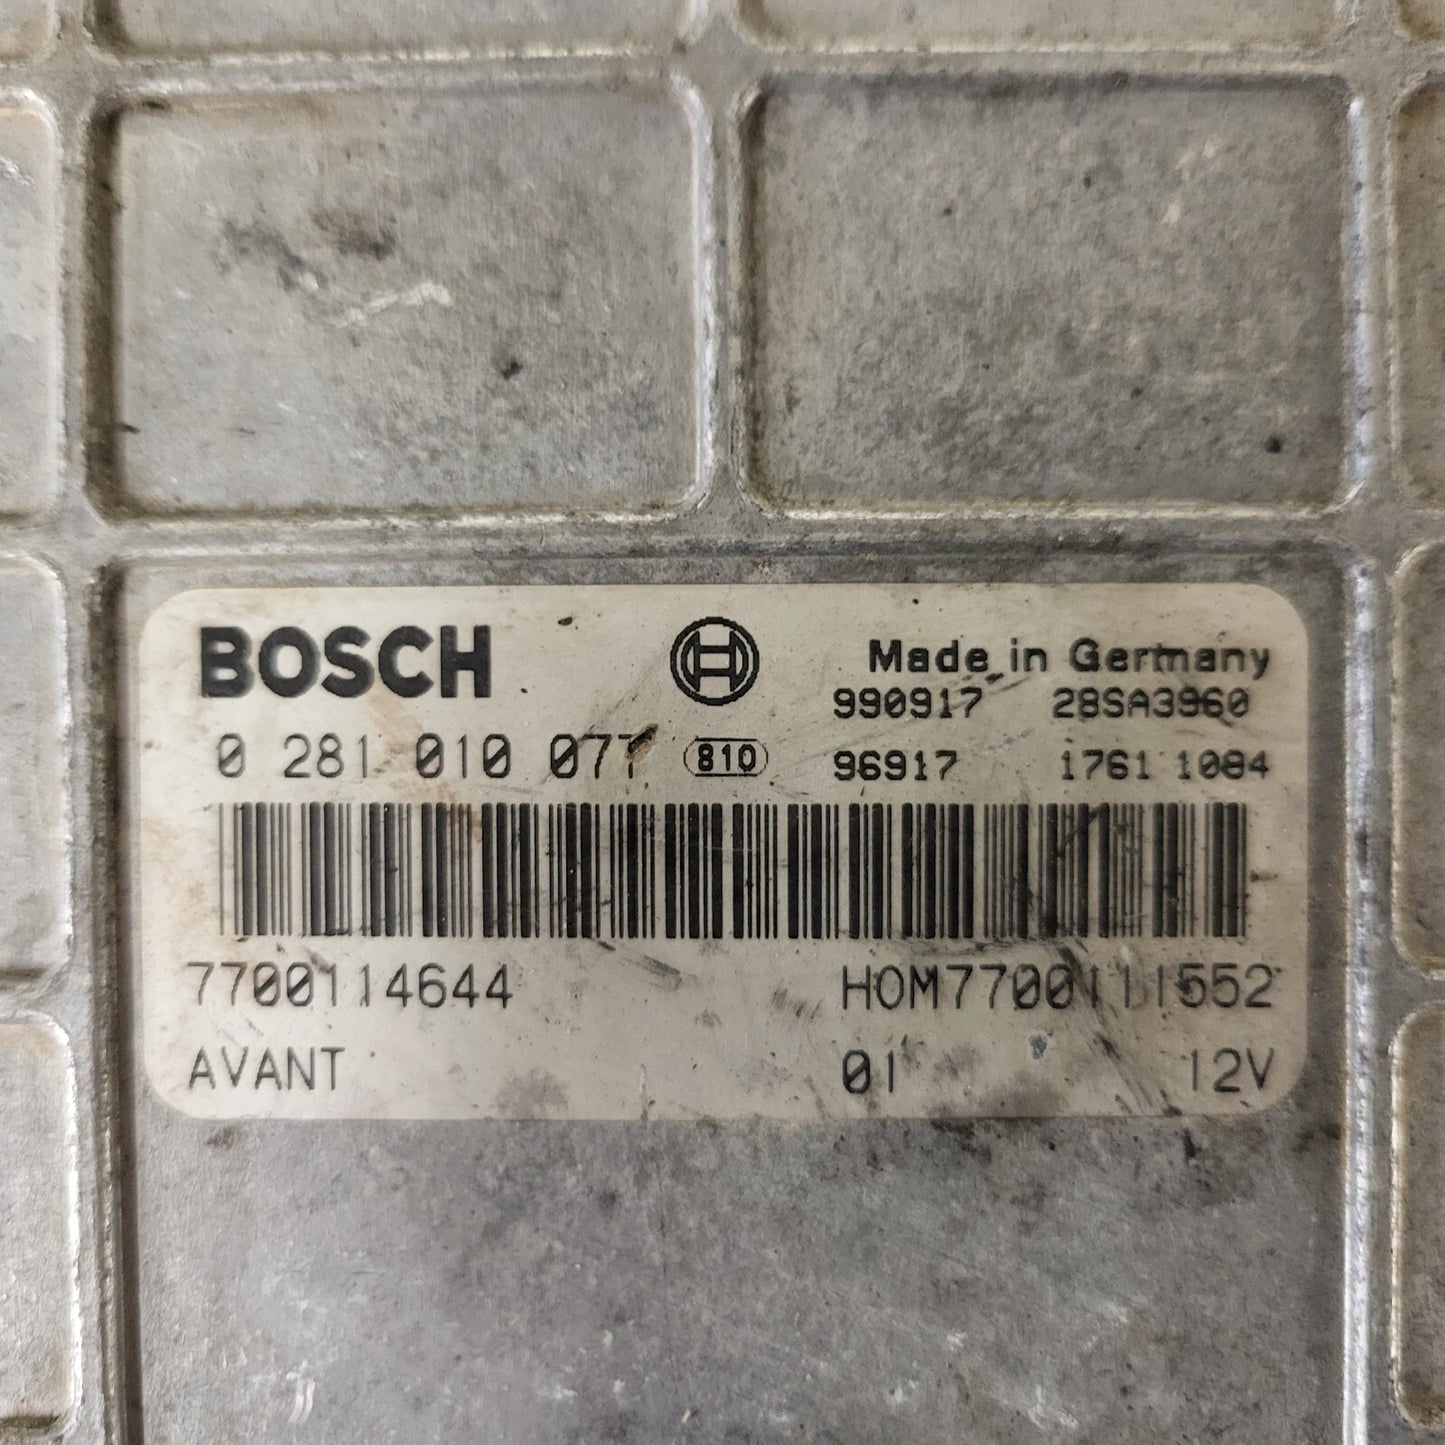 BOSCH
Made in Germany
990917 28SA3960
0 281 010 077 810 96917 1761 1084
7700114644 HOM7700111552
AVANT 01 12V